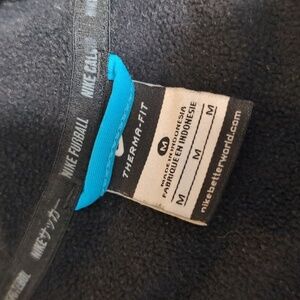 NIKE FUSSBALL
NIKEサッカー
THERMA-FIT
M
MADE IN INDONESIA
FABRIQUE EN INDONESIE
M M M
nikebetterworld.com